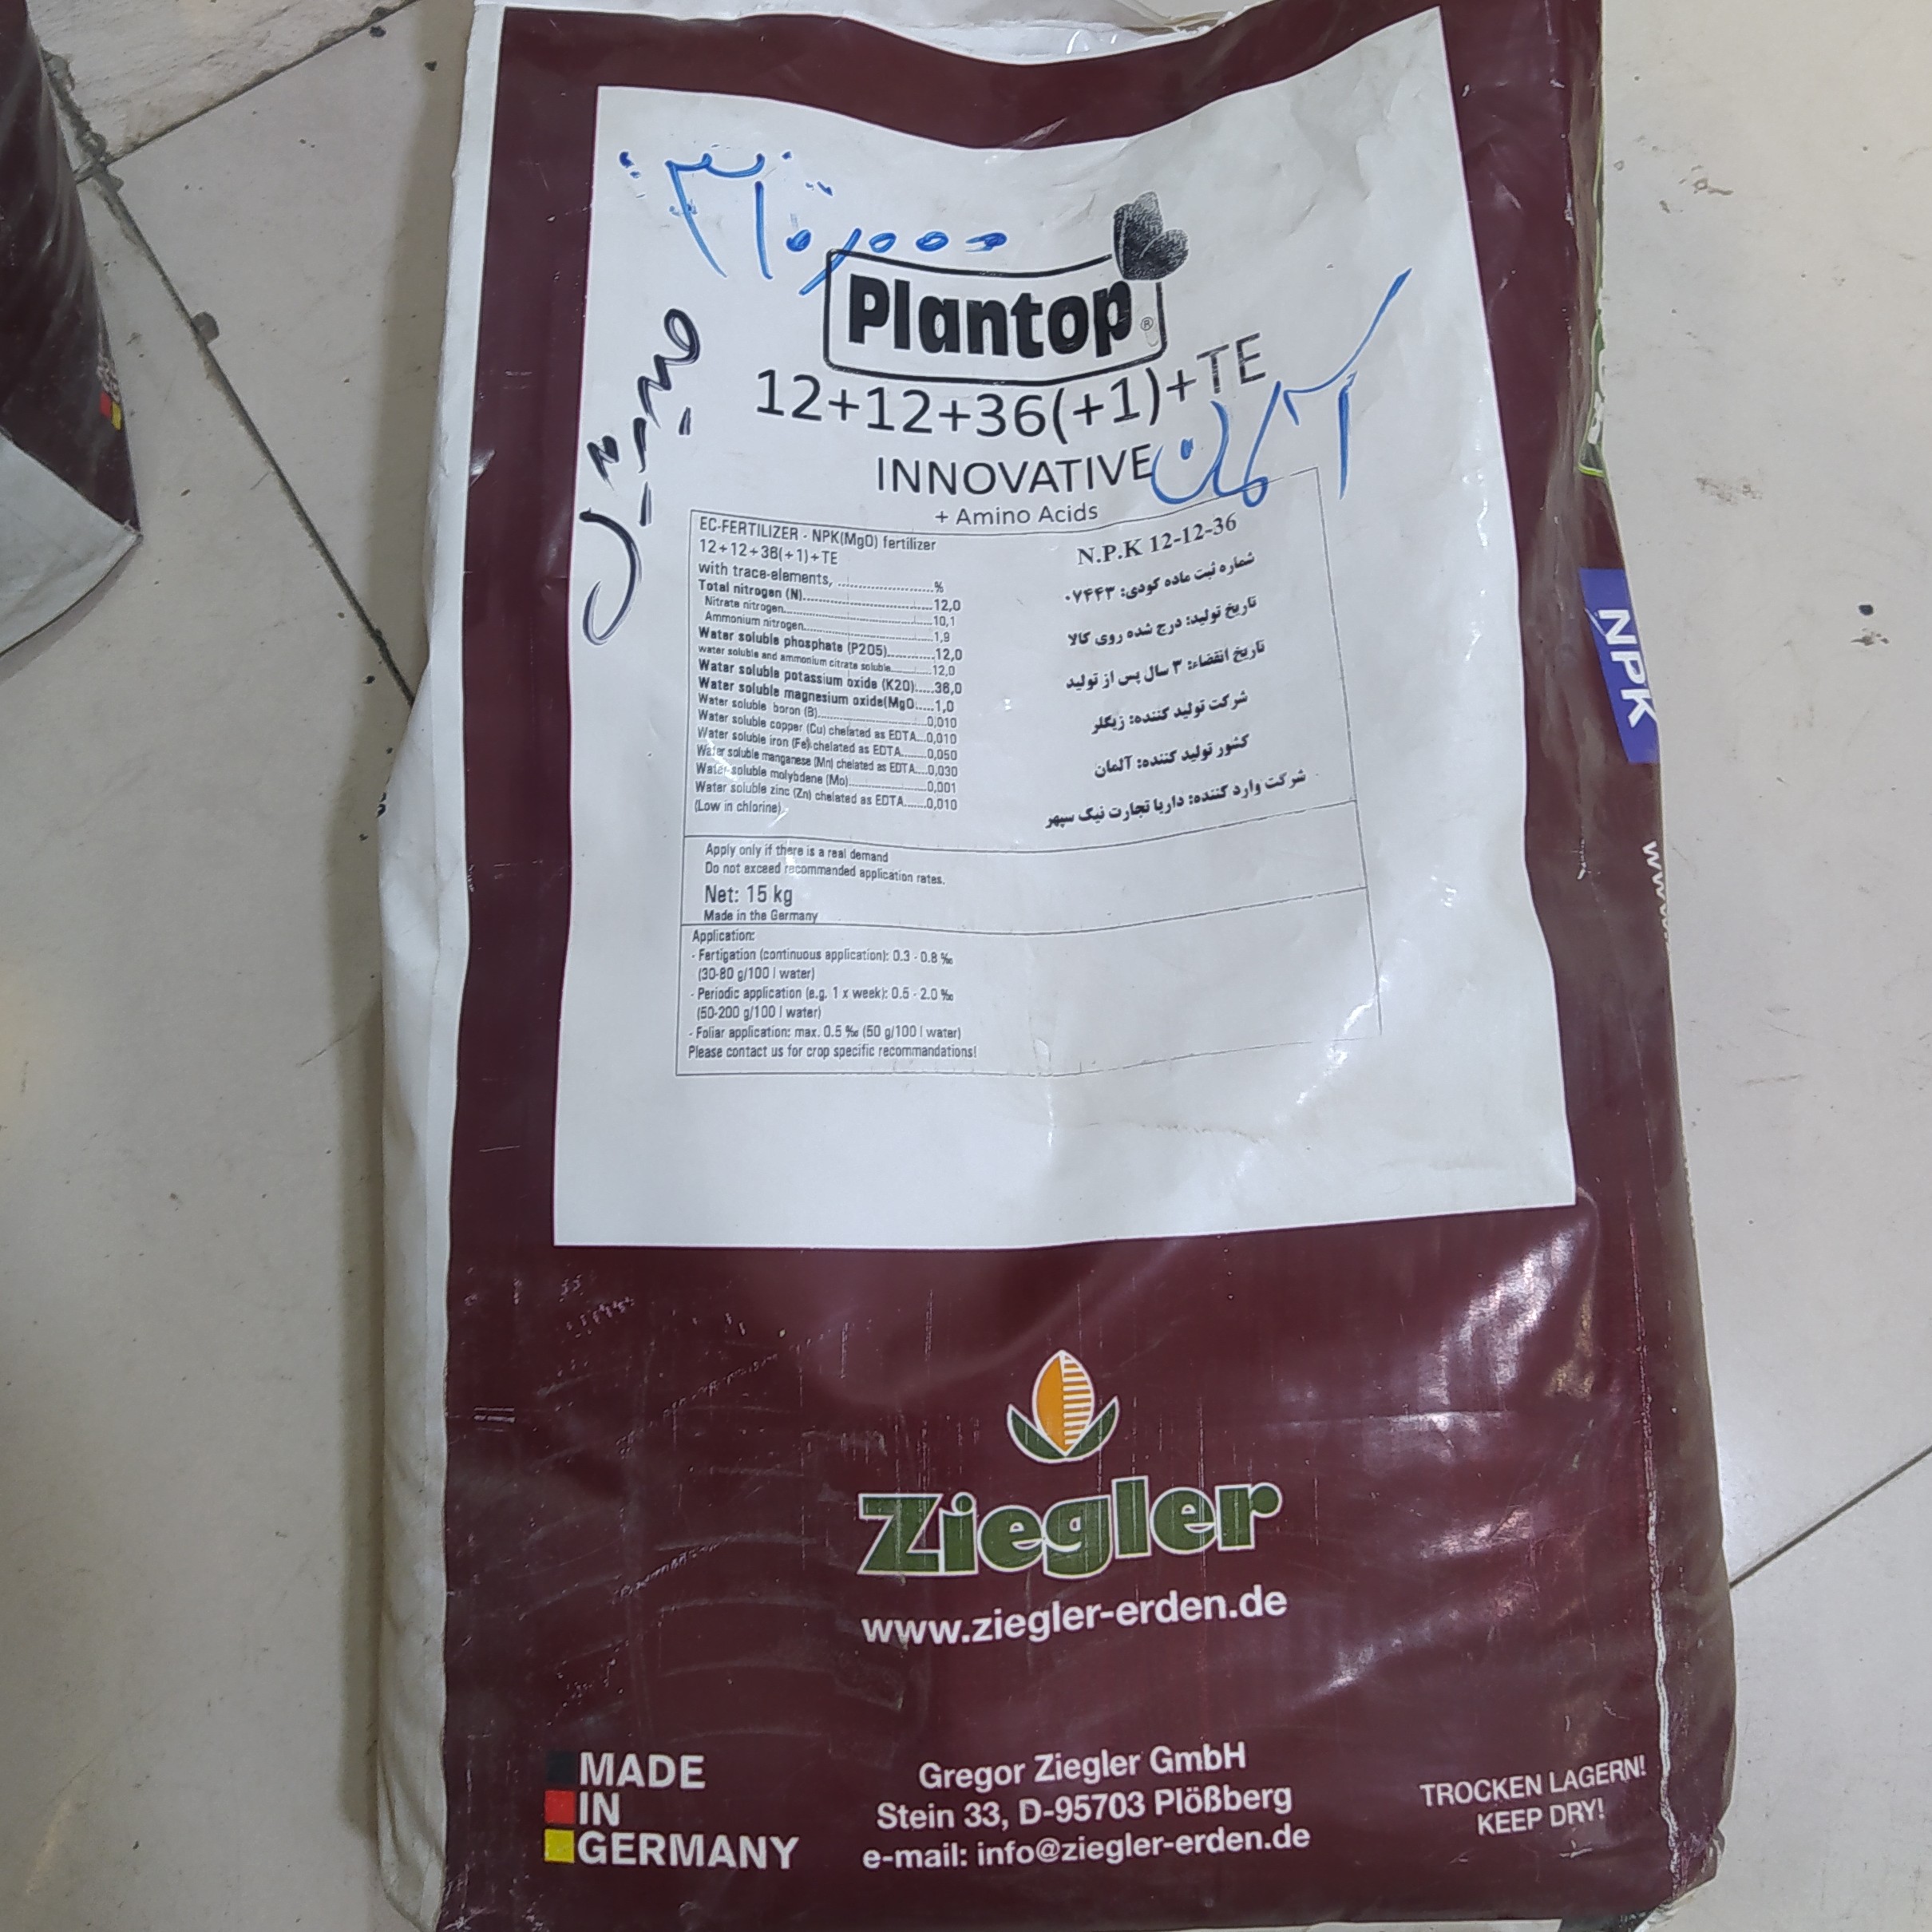 ۳۱۵٫۰۰۰
Plantop®
12+12+36(+1)+TE
آلمان
INNOVATIVE
+ Amino Acids
EC-FERTILIZER - NPK(MgO) fertilizer
12+12+36(+1)+TE
with trace-elements, ........................%
Total nitrogen (N)................................12,0
Nitrate nitrogen......................................10,1
Ammonium nitrogen.................................1,9
Water soluble phosphate (P2O5)............12,0
water soluble and ammonium citrate soluble............12,0
Water soluble potassium oxide (K2O).....36,0
Water soluble magnesium oxide(MgO.....1,0
Water soluble boron (B)............................0,010
Water soluble copper (Cu) chelated as EDTA...0,010
Water soluble iron (Fe) chelated as EDTA........0,050
Water soluble manganese (Mn) chelated as EDTA....0,030
Water soluble molybdene (Mo)....................0,001
Water soluble zinc (Zn) chelated as EDTA......0,010
(Low in chlorine)
N.P.K 12-12-36
شماره ثبت ماده کودی: ۰۷۴۴۳
تاریخ تولید: درج شده روی کالا
تاریخ انقضاء: ۳ سال پس از تولید
شرکت تولید کننده: زیگلر
کشور تولید کننده: آلمان
شرکت وارد کننده: داریا تجارت نیک سپهر
Apply only if there is a real demand
Do not exceed recommanded application rates.
Net: 15 kg
Made in the Germany
Application:
- Fertigation (continuous application): 0.3 - 0.8 ‰
(30-80 g/100 l water)
- Periodic application (e.g. 1 x week): 0.5 - 2.0 ‰
(50-200 g/100 l water)
- Foliar application: max. 0.5 ‰ (50 g/100 l water)
Please contact us for crop specific recommandations!
NPK
www.
Ziegler
www.ziegler-erden.de
MADE
IN
GERMANY
Gregor Ziegler GmbH
Stein 33, D-95703 Plößberg
e-mail: info@ziegler-erden.de
TROCKEN LAGERN!
KEEP DRY!